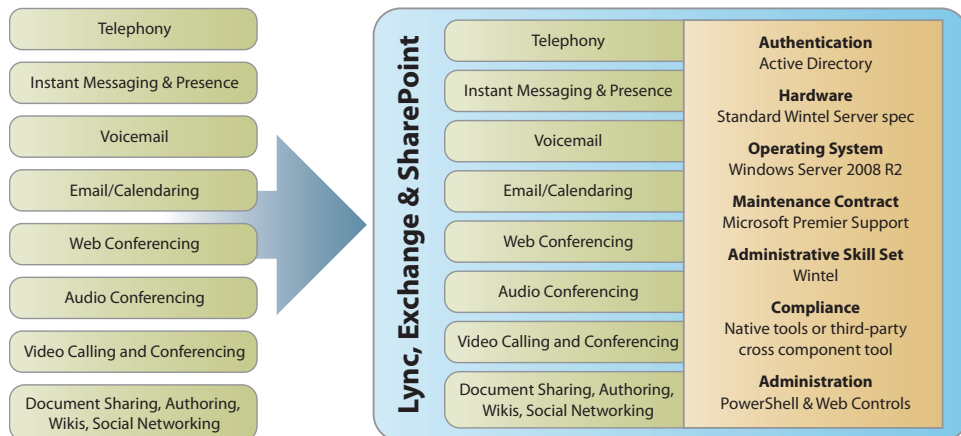 Telephony
Instant Messaging & Presence
Voicemail
Email/Calendaring
Web Conferencing
Audio Conferencing
Video Calling and Conferencing
Document Sharing, Authoring,
Wikis, Social Networking
Lync, Exchange & SharePoint
Telephony
Instant Messaging & Presence
Voicemail
Email/Calendaring
Web Conferencing
Audio Conferencing
Video Calling and Conferencing
Document Sharing, Authoring,
Wikis, Social Networking
Authentication
Active Directory
Hardware
Standard Wintel Server spec
Operating System
Windows Server 2008 R2
Maintenance Contract
Microsoft Premier Support
Administrative Skill Set
Wintel
Compliance
Native tools or third-party
cross component tool
Administration
PowerShell & Web Controls